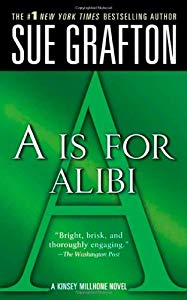 THE #1 NEW YORK TIMES BESTSELLING AUTHOR
SUE GRAFTON
A
A IS FOR
ALIBI
"Bright, brisk, and
thoroughly engaging."
—The Washington Post
A KINSEY MILLHONE NOVEL